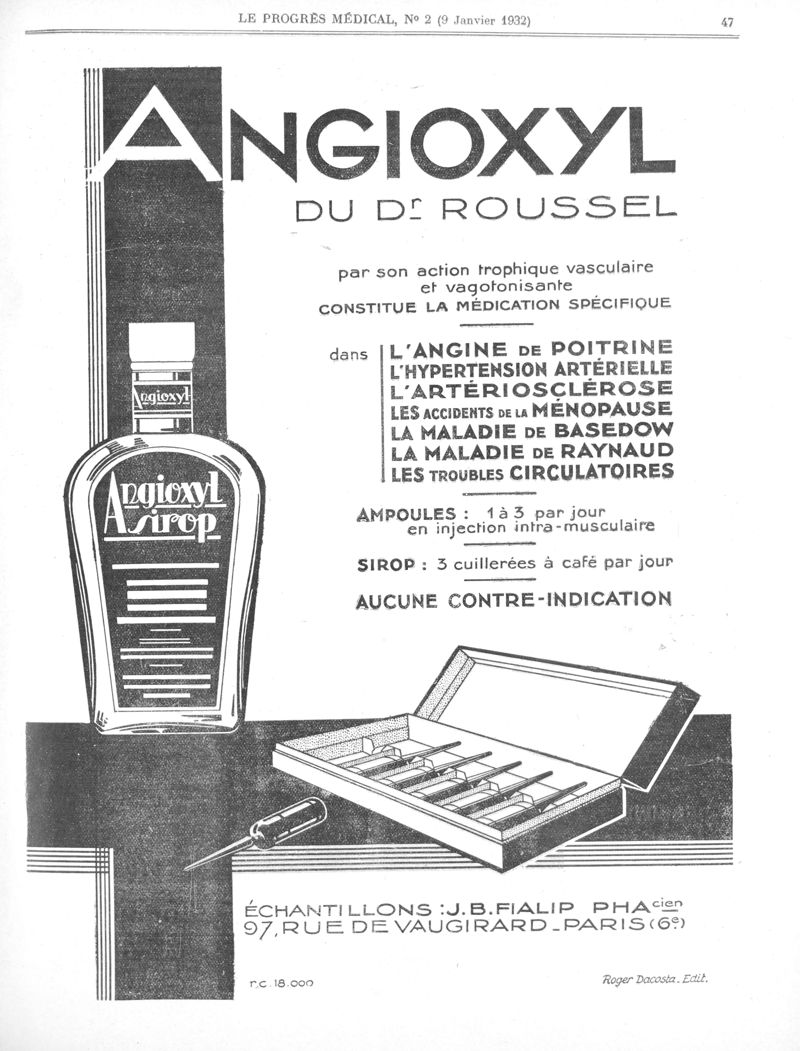 LE PROGRÈS MÉDICAL, No 2 (9 Janvier 1932)
47
ANGIOXYL
DU Dr ROUSSEL
par son action trophique vasculaire
et vagotonisante
CONSTITUE LA MÉDICATION SPÉCIFIQUE
dans
L'ANGINE DE POITRINE
L'HYPERTENSION ARTÉRIELLE
L'ARTÉRIOSCLÉROSE
LES ACCIDENTS DE LA MÉNOPAUSE
LA MALADIE DE BASEDOW
LA MALADIE DE RAYNAUD
LES TROUBLES CIRCULATOIRES
Angioxyl
Angioxyl
sirop
AMPOULES : 1 à 3 par jour
en injection intra-musculaire
SIROP : 3 cuillerées à café par jour
AUCUNE CONTRE-INDICATION
ÉCHANTILLONS : J.B. FIALIP PHAcien
97, RUE DE VAUGIRARD - PARIS (6e)
r.c. 18.000
Roger Dacosta. Edit.